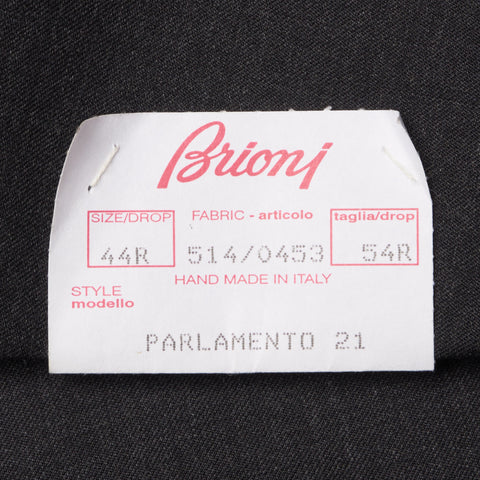 Brioni
SIZE/DROP FABRIC - articolo taglia/drop
44R 514/0453 54R
HAND MADE IN ITALY
STYLE
modello
PARLAMENTO 21